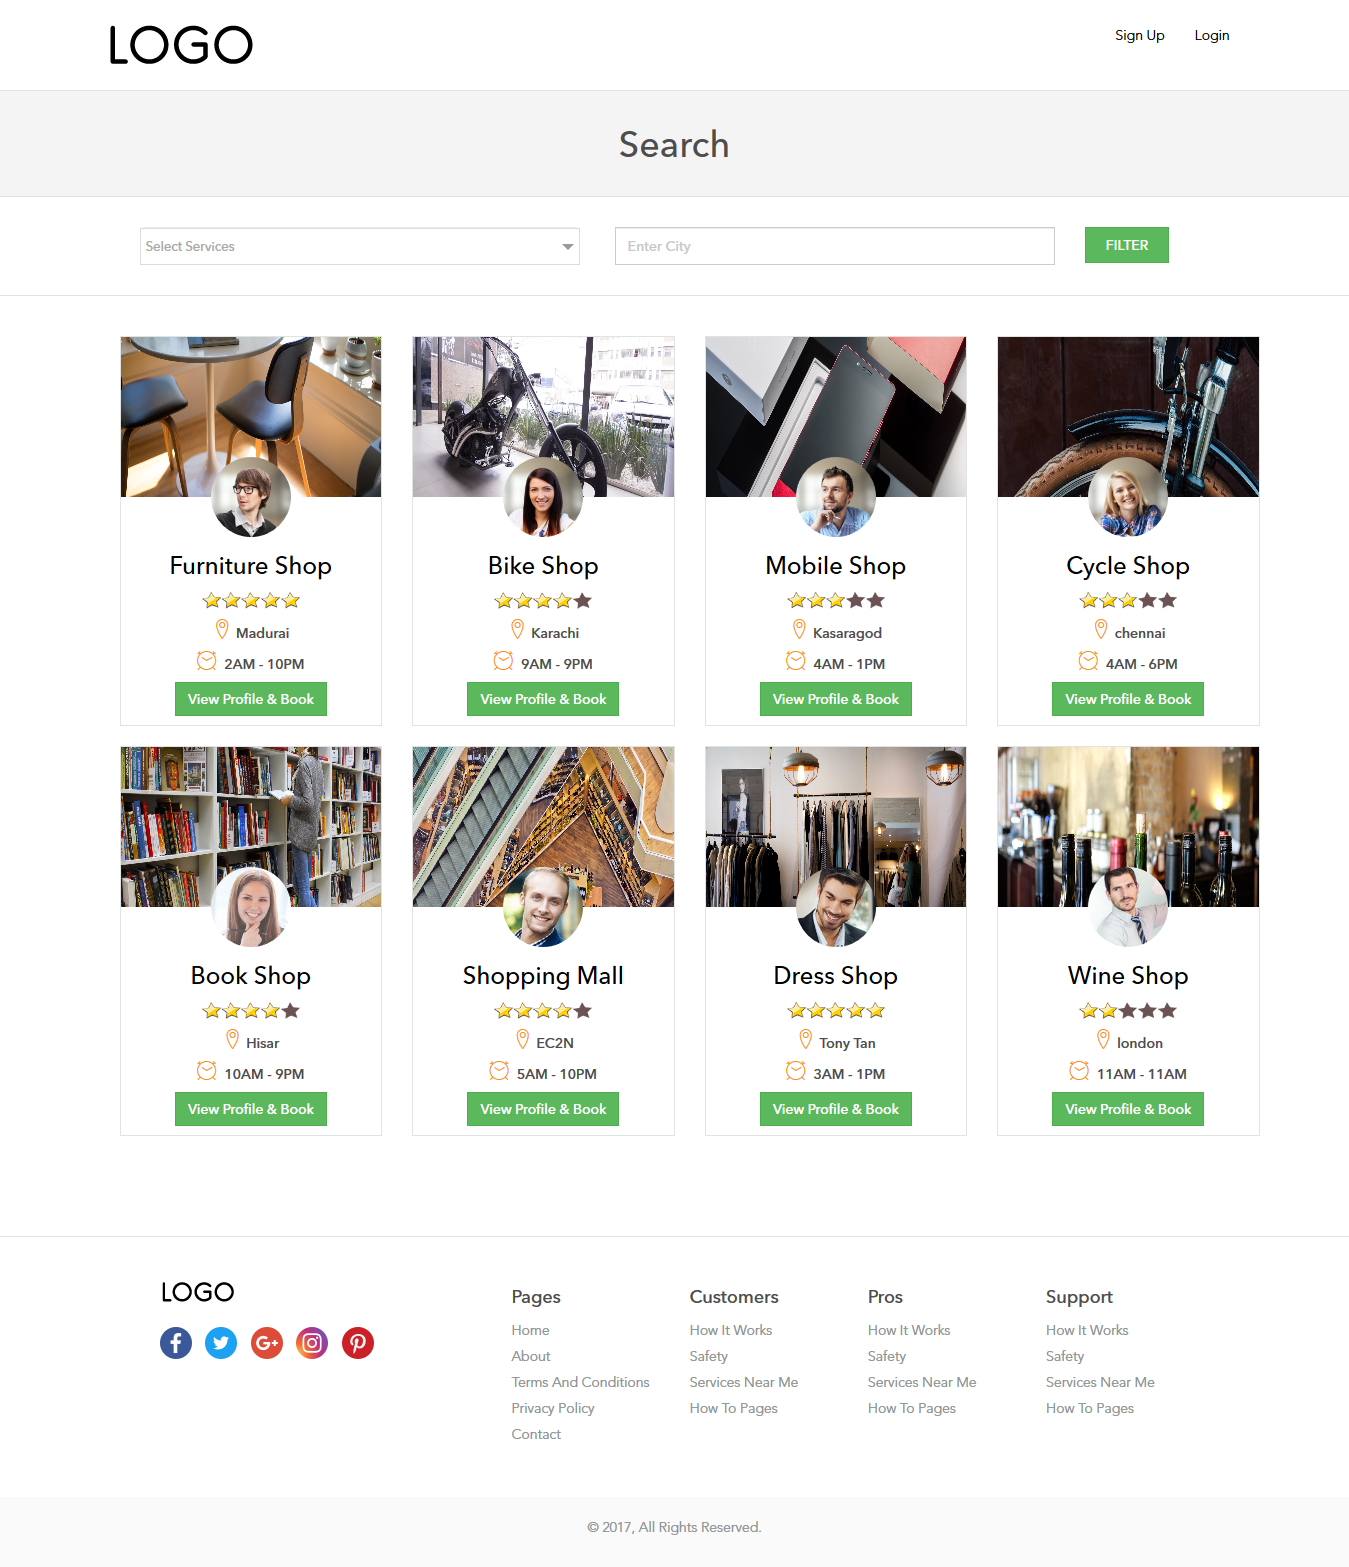 LOGO
Sign Up
Login
Search
Select Services
Enter City
FILTER
Furniture Shop
Madurai
2AM - 10PM
View Profile & Book
Bike Shop
Karachi
9AM - 9PM
View Profile & Book
Mobile Shop
Kasaragod
4AM - 1PM
View Profile & Book
Cycle Shop
chennai
4AM - 6PM
View Profile & Book
Book Shop
Hisar
10AM - 9PM
View Profile & Book
Shopping Mall
EC2N
5AM - 10PM
View Profile & Book
Dress Shop
Tony Tan
3AM - 1PM
View Profile & Book
Wine Shop
london
11AM - 11AM
View Profile & Book
LOGO
Pages
Home
About
Terms And Conditions
Privacy Policy
Contact
Customers
How It Works
Safety
Services Near Me
How To Pages
Pros
How It Works
Safety
Services Near Me
How To Pages
Support
How It Works
Safety
Services Near Me
How To Pages
© 2017, All Rights Reserved.